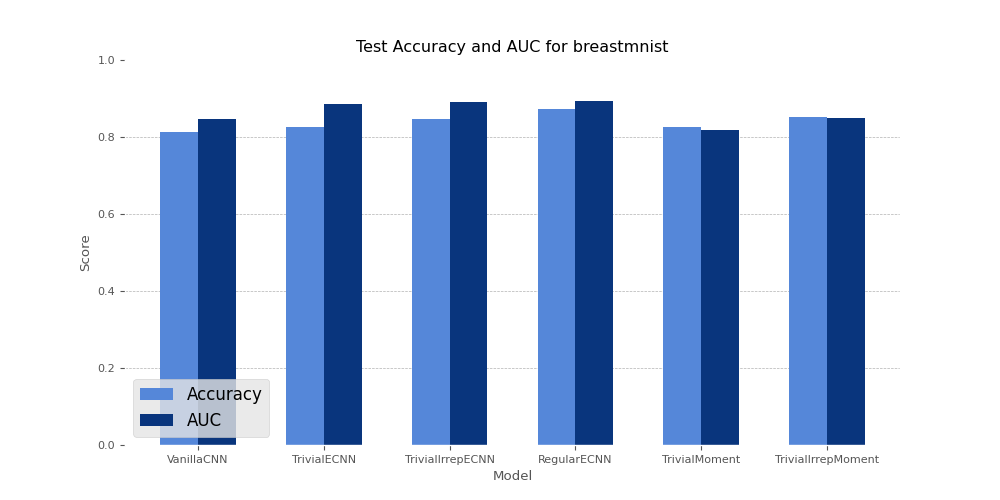 Test Accuracy and AUC for breastmnist
1.0
0.8
0.6
0.4
0.2
0.0
Score
Accuracy
AUC
VanillaCNN TrivialECNN TrivialIrrepECNN RegularECNN TrivialMoment TrivialIrrepMoment
Model